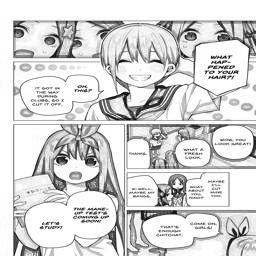 WHAT
HAP-
PENED TO
YOUR
HAIR?!
OH,
THIS?
IT GOT IN
THE WAY
DURING
CLUBS, SO I
CUT IT OFF.
WOW, YOU
LOOK GREAT!
WHAT A
FRESH
LOOK.
THANKS.
MAYBE
I'LL
CUT
MINE
WHAT
ABOUT
YOU,
W-WELL,
MAYBE MY
BANGS.
THE MAKE-
UP TEST'S
COMING UP
SOON!
LET'S
STUDY!
COME ON,
GIRLS!
THAT'S
ENOUGH
CHITCHAT.